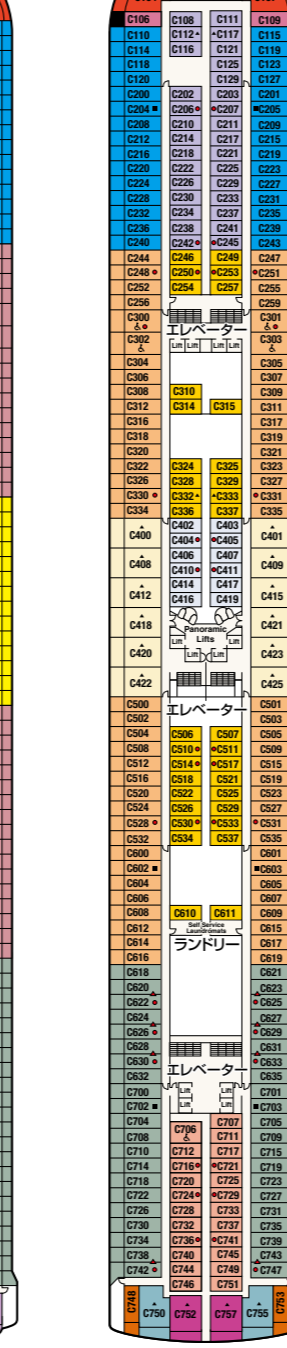 C106 C108 C111 C109
C110 C112 C117 C115
C114 C116 C121 C119
C118 C125 C123
C120 C129 C127
C200 C202 C203 C201
C204 C206 C207 C205
C208 C210 C211 C209
C212 C214 C217 C215
C216 C218 C221 C219
C220 C222 C225 C223
C224 C226 C229 C227
C228 C230 C233 C231
C232 C234 C237 C235
C236 C238 C241 C239
C240 C242 C245 C243
C244 C246 C249 C247
C248 C250 C253 C251
C252 C254 C257 C255
C256 C259
C300 C301
エレベーター
C302 Lift Lift Lift Lift C303
C304 C305
C306 C307
C308 C310 C309
C312 C314 C315 C311
C316 C317
C318 C319
C320 C321
C322 C324 C325 C323
C326 C328 C329 C327
C330 C332 C333 C331
C334 C336 C337 C335
C400 C402 C403 C401
C404 C405
C408 C406 C407 C409
C410 C411
C412 C414 C417 C415
C416 C419
C418 Panoramic C421
Lifts
Lift Lift
C420 Lift Lift C423
C422 C425
C500 エレベーター C501
C502 C503
C504 C506 C507 C505
C508 C510 C511 C509
C512 C514 C517 C515
C516 C518 C521 C519
C520 C522 C525 C523
C524 C526 C529 C527
C528 C530 C533 C531
C532 C534 C537 C535
C600 C601
C602 C603
C604 C605
C606 C607
C608 C610 C611 C609
C612 Self Service C615
Laundromats
C614 ランドリー C617
C616 C619
C618 C621
C620 C623
C622 C625
C624 C627
C626 C629
C628 C631
C630 C633
エレベーター
C632 C635
C700 Lift Lift C701
C702 Lift Lift C703
C704 C706 C707 C705
C708 C711 C709
C710 C712 C717 C715
C714 C716 C721 C719
C718 C720 C725 C723
C722 C724 C729 C727
C726 C728 C733 C731
C730 C732 C737 C735
C734 C736 C741 C739
C738 C740 C745 C743
C742 C744 C749 C747
C746 C751
C748 C750 C752 C757 C755 C753